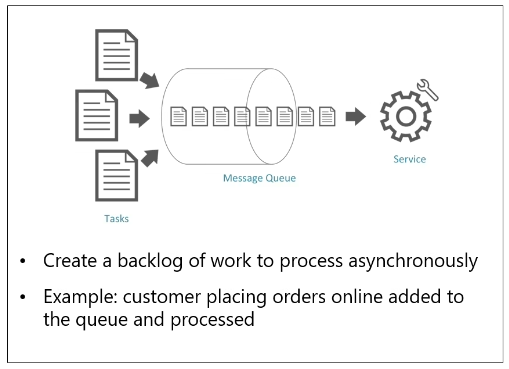 Service
Message Queue
Tasks
• Create a backlog of work to process asynchronously
• Example: customer placing orders online added to
the queue and processed